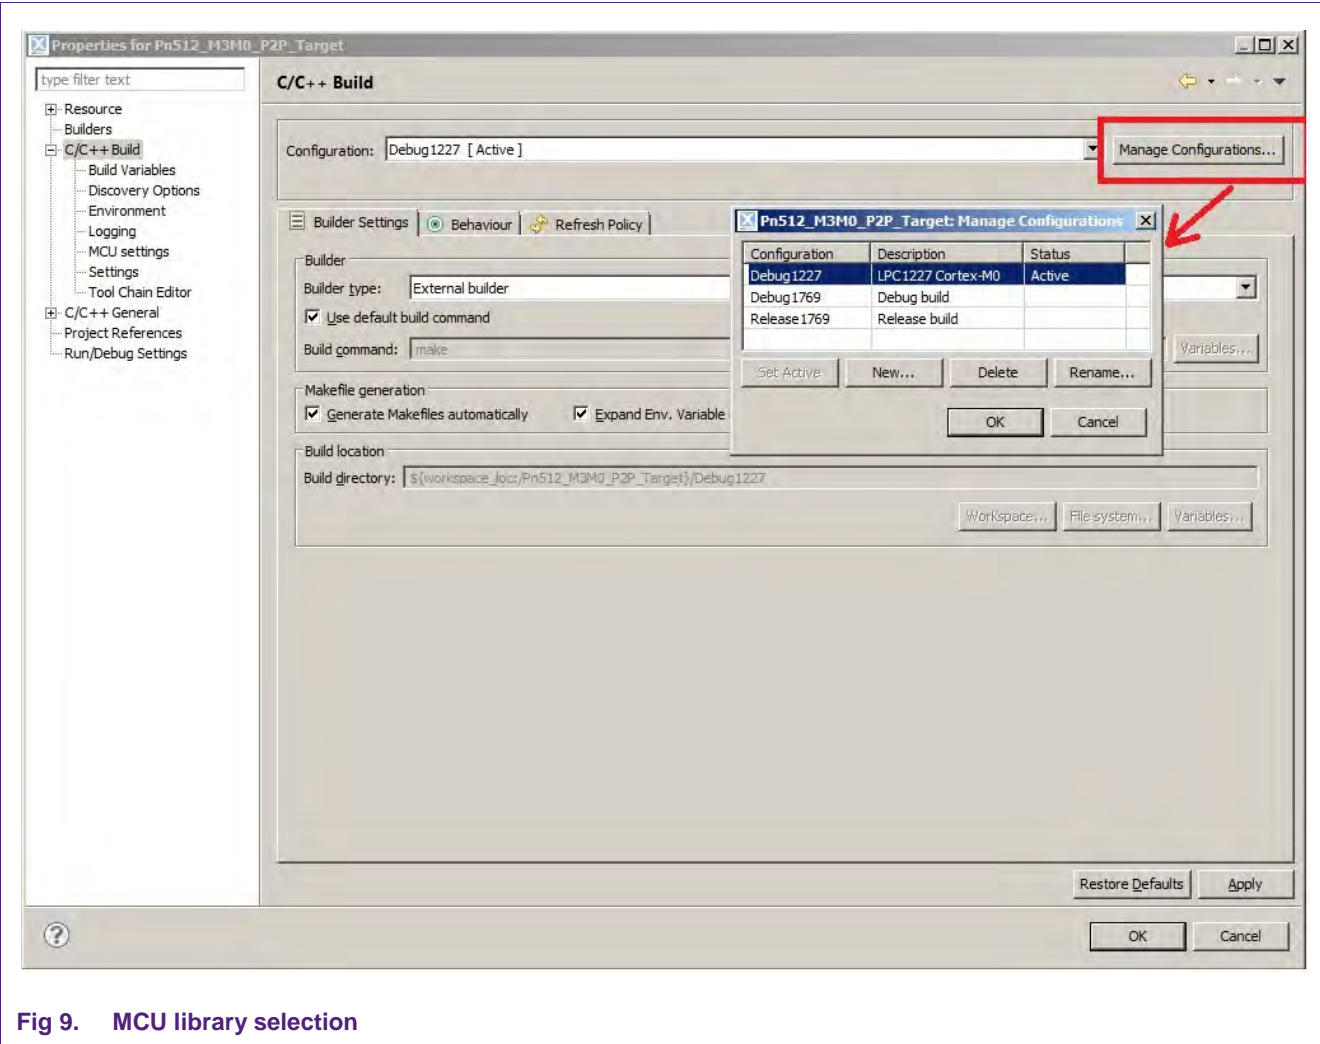 Properties for Pn512_M3M0_P2P_Target
type filter text
Resource
Builders
C/C++ Build
Build Variables
Discovery Options
Environment
Logging
MCU settings
Settings
Tool Chain Editor
C/C++ General
Project References
Run/Debug Settings
C/C++ Build
Configuration: Debug1227 [ Active ]
Manage Configurations...
Builder Settings Behaviour Refresh Policy
Builder
Builder type: External builder
Use default build command
Build command: make
Variables...
Makefile generation
Generate Makefiles automatically Expand Env. Variable
Build location
Build directory: ${workspace_loc:/Pn512_M3M0_P2P_Target}/Debug1227
Workspace... File system... Variables...
Pn512_M3M0_P2P_Target: Manage Configurations
Configuration Description Status
Debug1227 LPC1227 Cortex-M0 Active
Debug1769 Debug build
Release1769 Release build
Set Active New... Delete Rename...
OK Cancel
Restore Defaults Apply
OK Cancel
Fig 9. MCU library selection